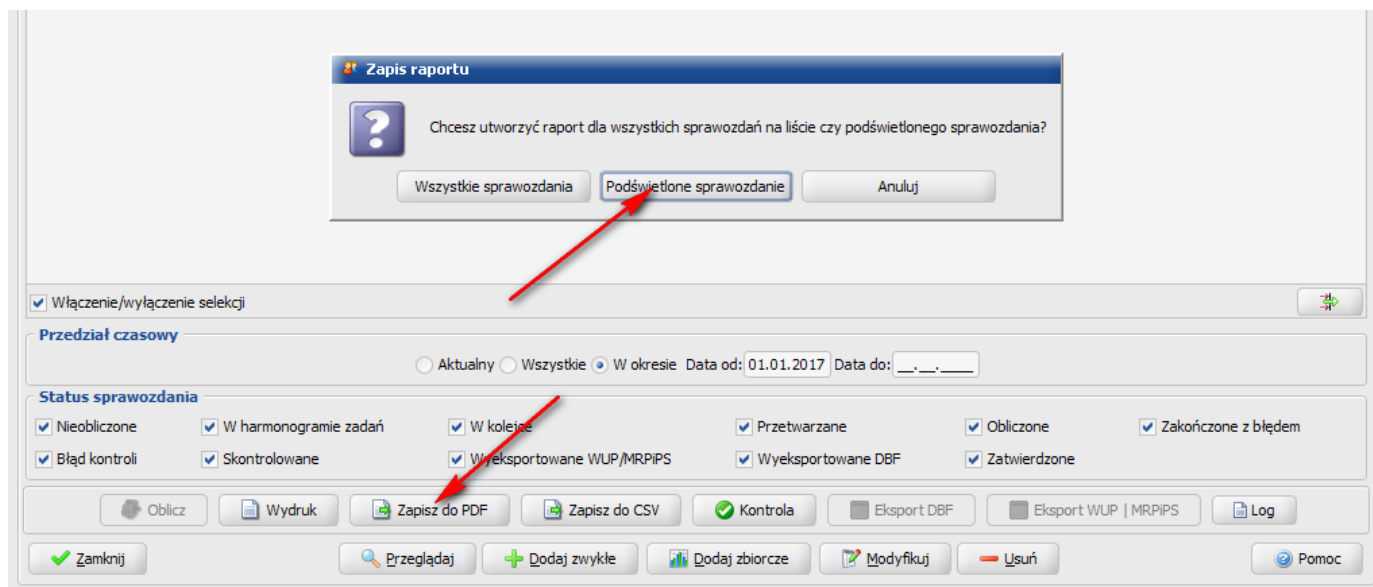 Zapis raportu
Chcesz utworzyć raport dla wszystkich sprawozdań na liście czy podświetlonego sprawozdania?
Wszystkie sprawozdania Podświetlone sprawozdanie Anuluj
Włączenie/wyłączenie selekcji
Przedział czasowy
Aktualny Wszystkie W okresie Data od: 01.01.2017 Data do: __.__.____
Status sprawozdania
Nieobliczone W harmonogramie zadań W kolejce Przetwarzane Obliczone Zakończone z błędem
Błąd kontroli Skontrolowane Wyeksportowane WUP/MRPiPS Wyeksportowane DBF Zatwierdzone
Oblicz Wydruk Zapisz do PDF Zapisz do CSV Kontrola Eksport DBF Eksport WUP | MRPiPS Log
Zamknij Przeglądaj Dodaj zwykłe Dodaj zbiorcze Modyfikuj Usuń Pomoc